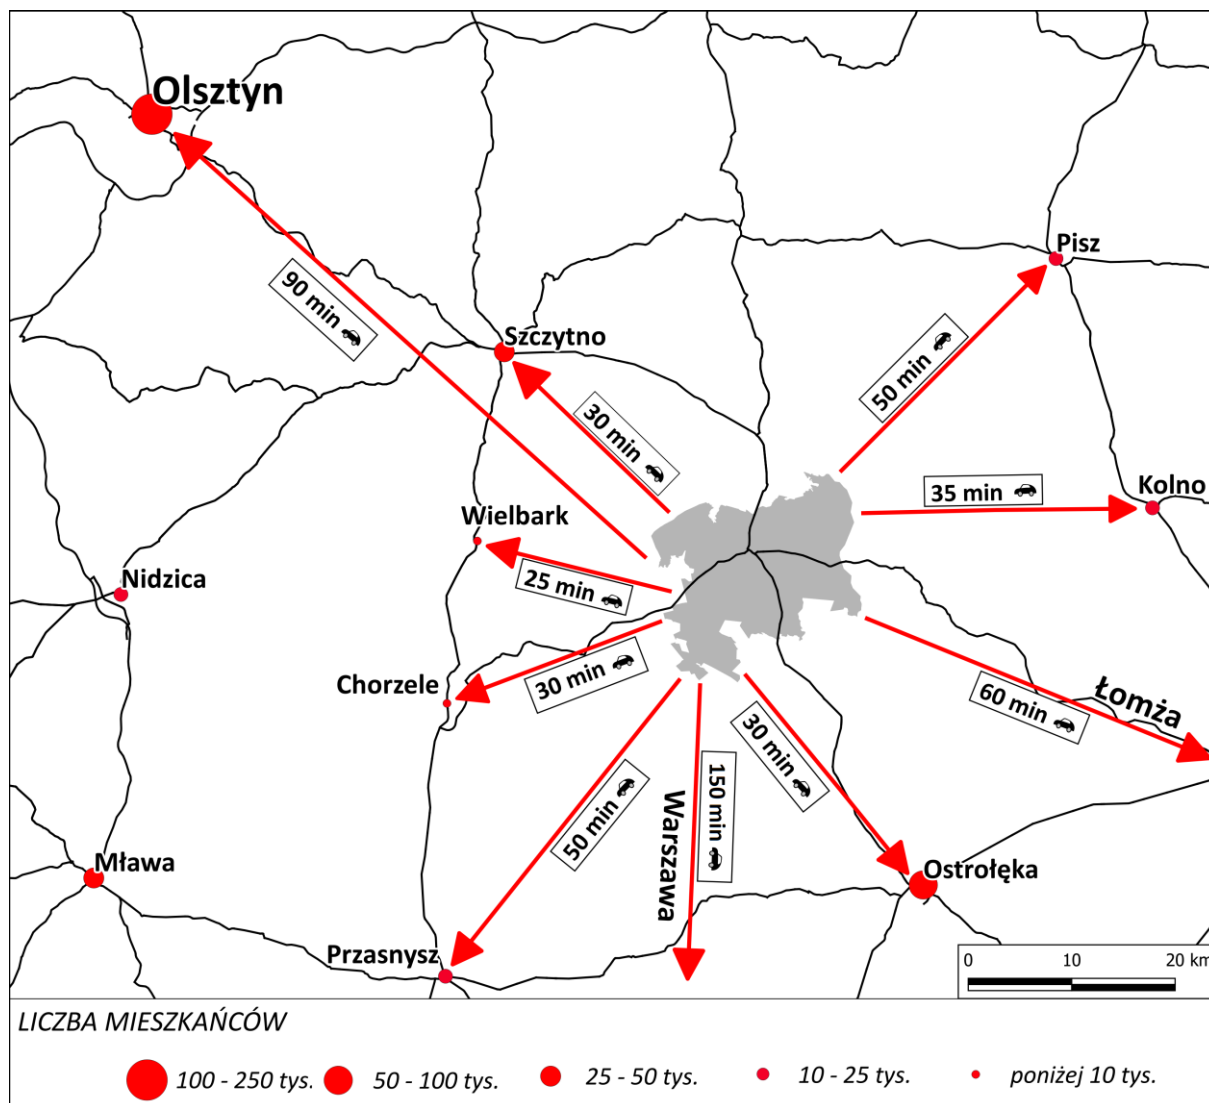 Olsztyn
Pisz
90 min
Szczytno
50 min
30 min
35 min
Kolno
Wielbark
25 min
Nidzica
Chorzele
30 min
60 min
Łomża
30 min
150 min
50 min
Warszawa
Mława
Ostrołęka
Przasnysz
0 10 20 km
LICZBA MIESZKAŃCÓW
100 - 250 tys. 50 - 100 tys. 25 - 50 tys. 10 - 25 tys. poniżej 10 tys.